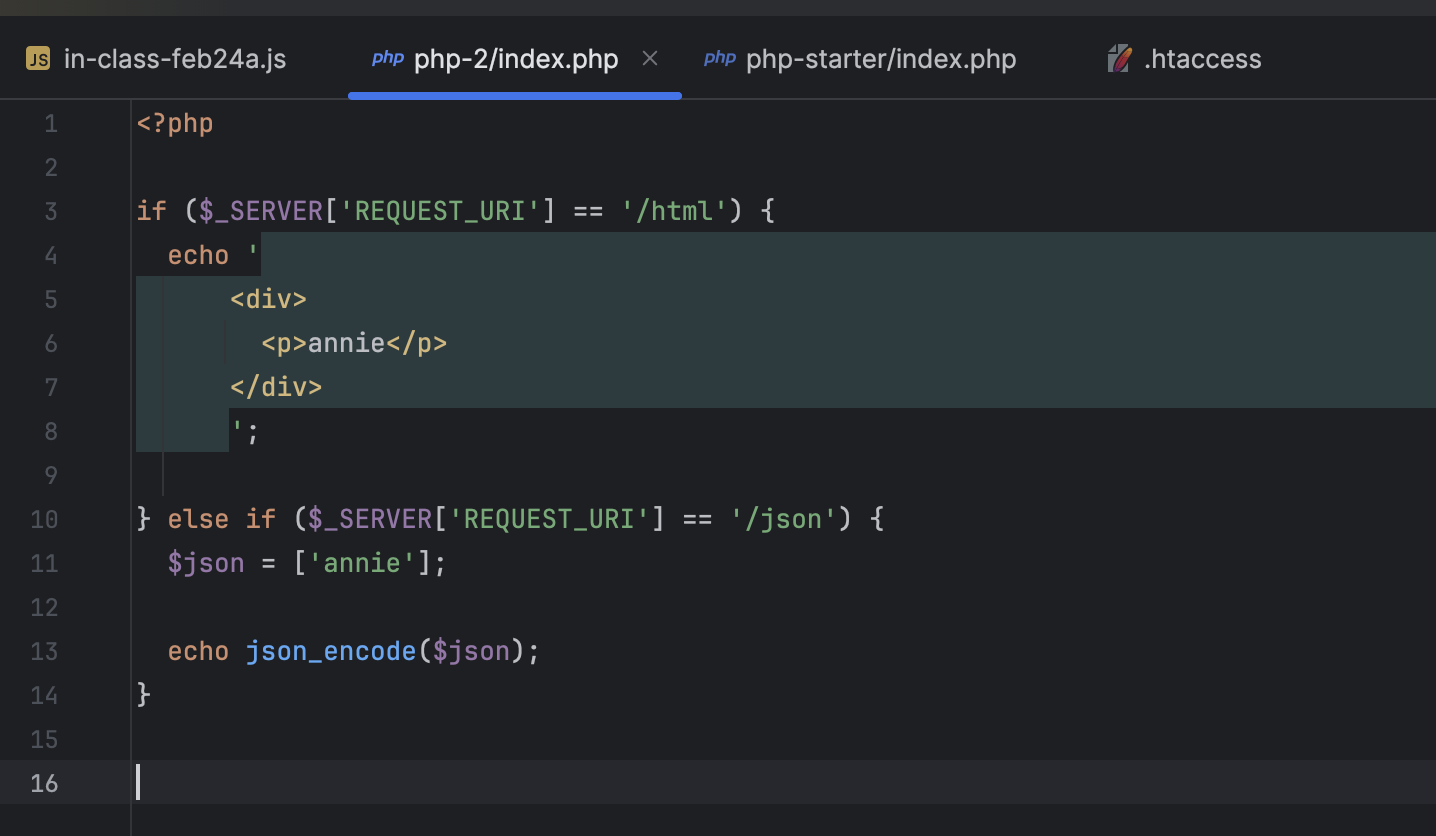 JS in-class-feb24a.js php php-2/index.php × php php-starter/index.php .htaccess
1 <?php
2
3 if ($_SERVER['REQUEST_URI'] == '/html') {
4   echo '
5       <div>
6         <p>annie</p>
7       </div>
8       ';
9
10 } else if ($_SERVER['REQUEST_URI'] == '/json') {
11   $json = ['annie'];
12
13   echo json_encode($json);
14 }
15
16